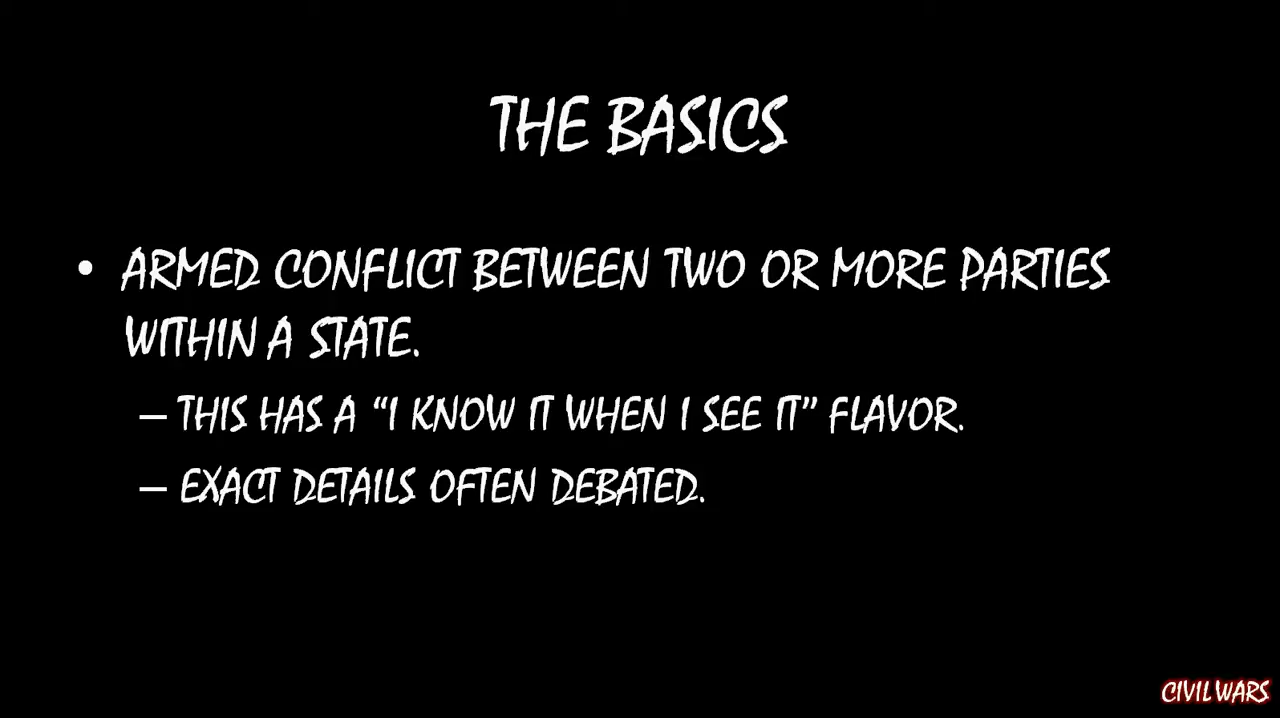 THE BASICS
• ARMED CONFLICT BETWEEN TWO OR MORE PARTIES
WITHIN A STATE.
– THIS HAS A “I KNOW IT WHEN I SEE IT” FLAVOR.
– EXACT DETAILS OFTEN DEBATED.
CIVIL WARS